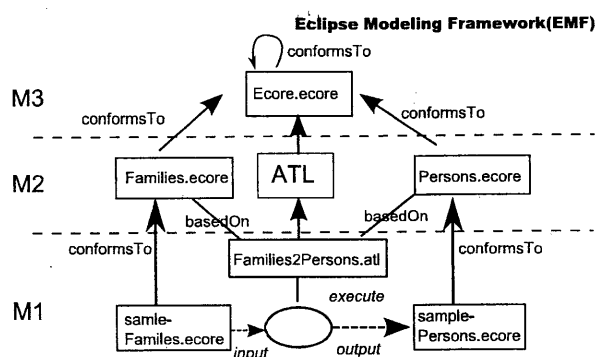 Eclipse Modeling Framework(EMF)
conformsTo
M3
Ecore.ecore
conformsTo
conformsTo
M2
Families.ecore
ATL
Persons.ecore
basedOn
basedOn
conformsTo
Families2Persons.atl
conformsTo
M1
execute
samle-
Familes.ecore
sample-
Persons.ecore
input
output